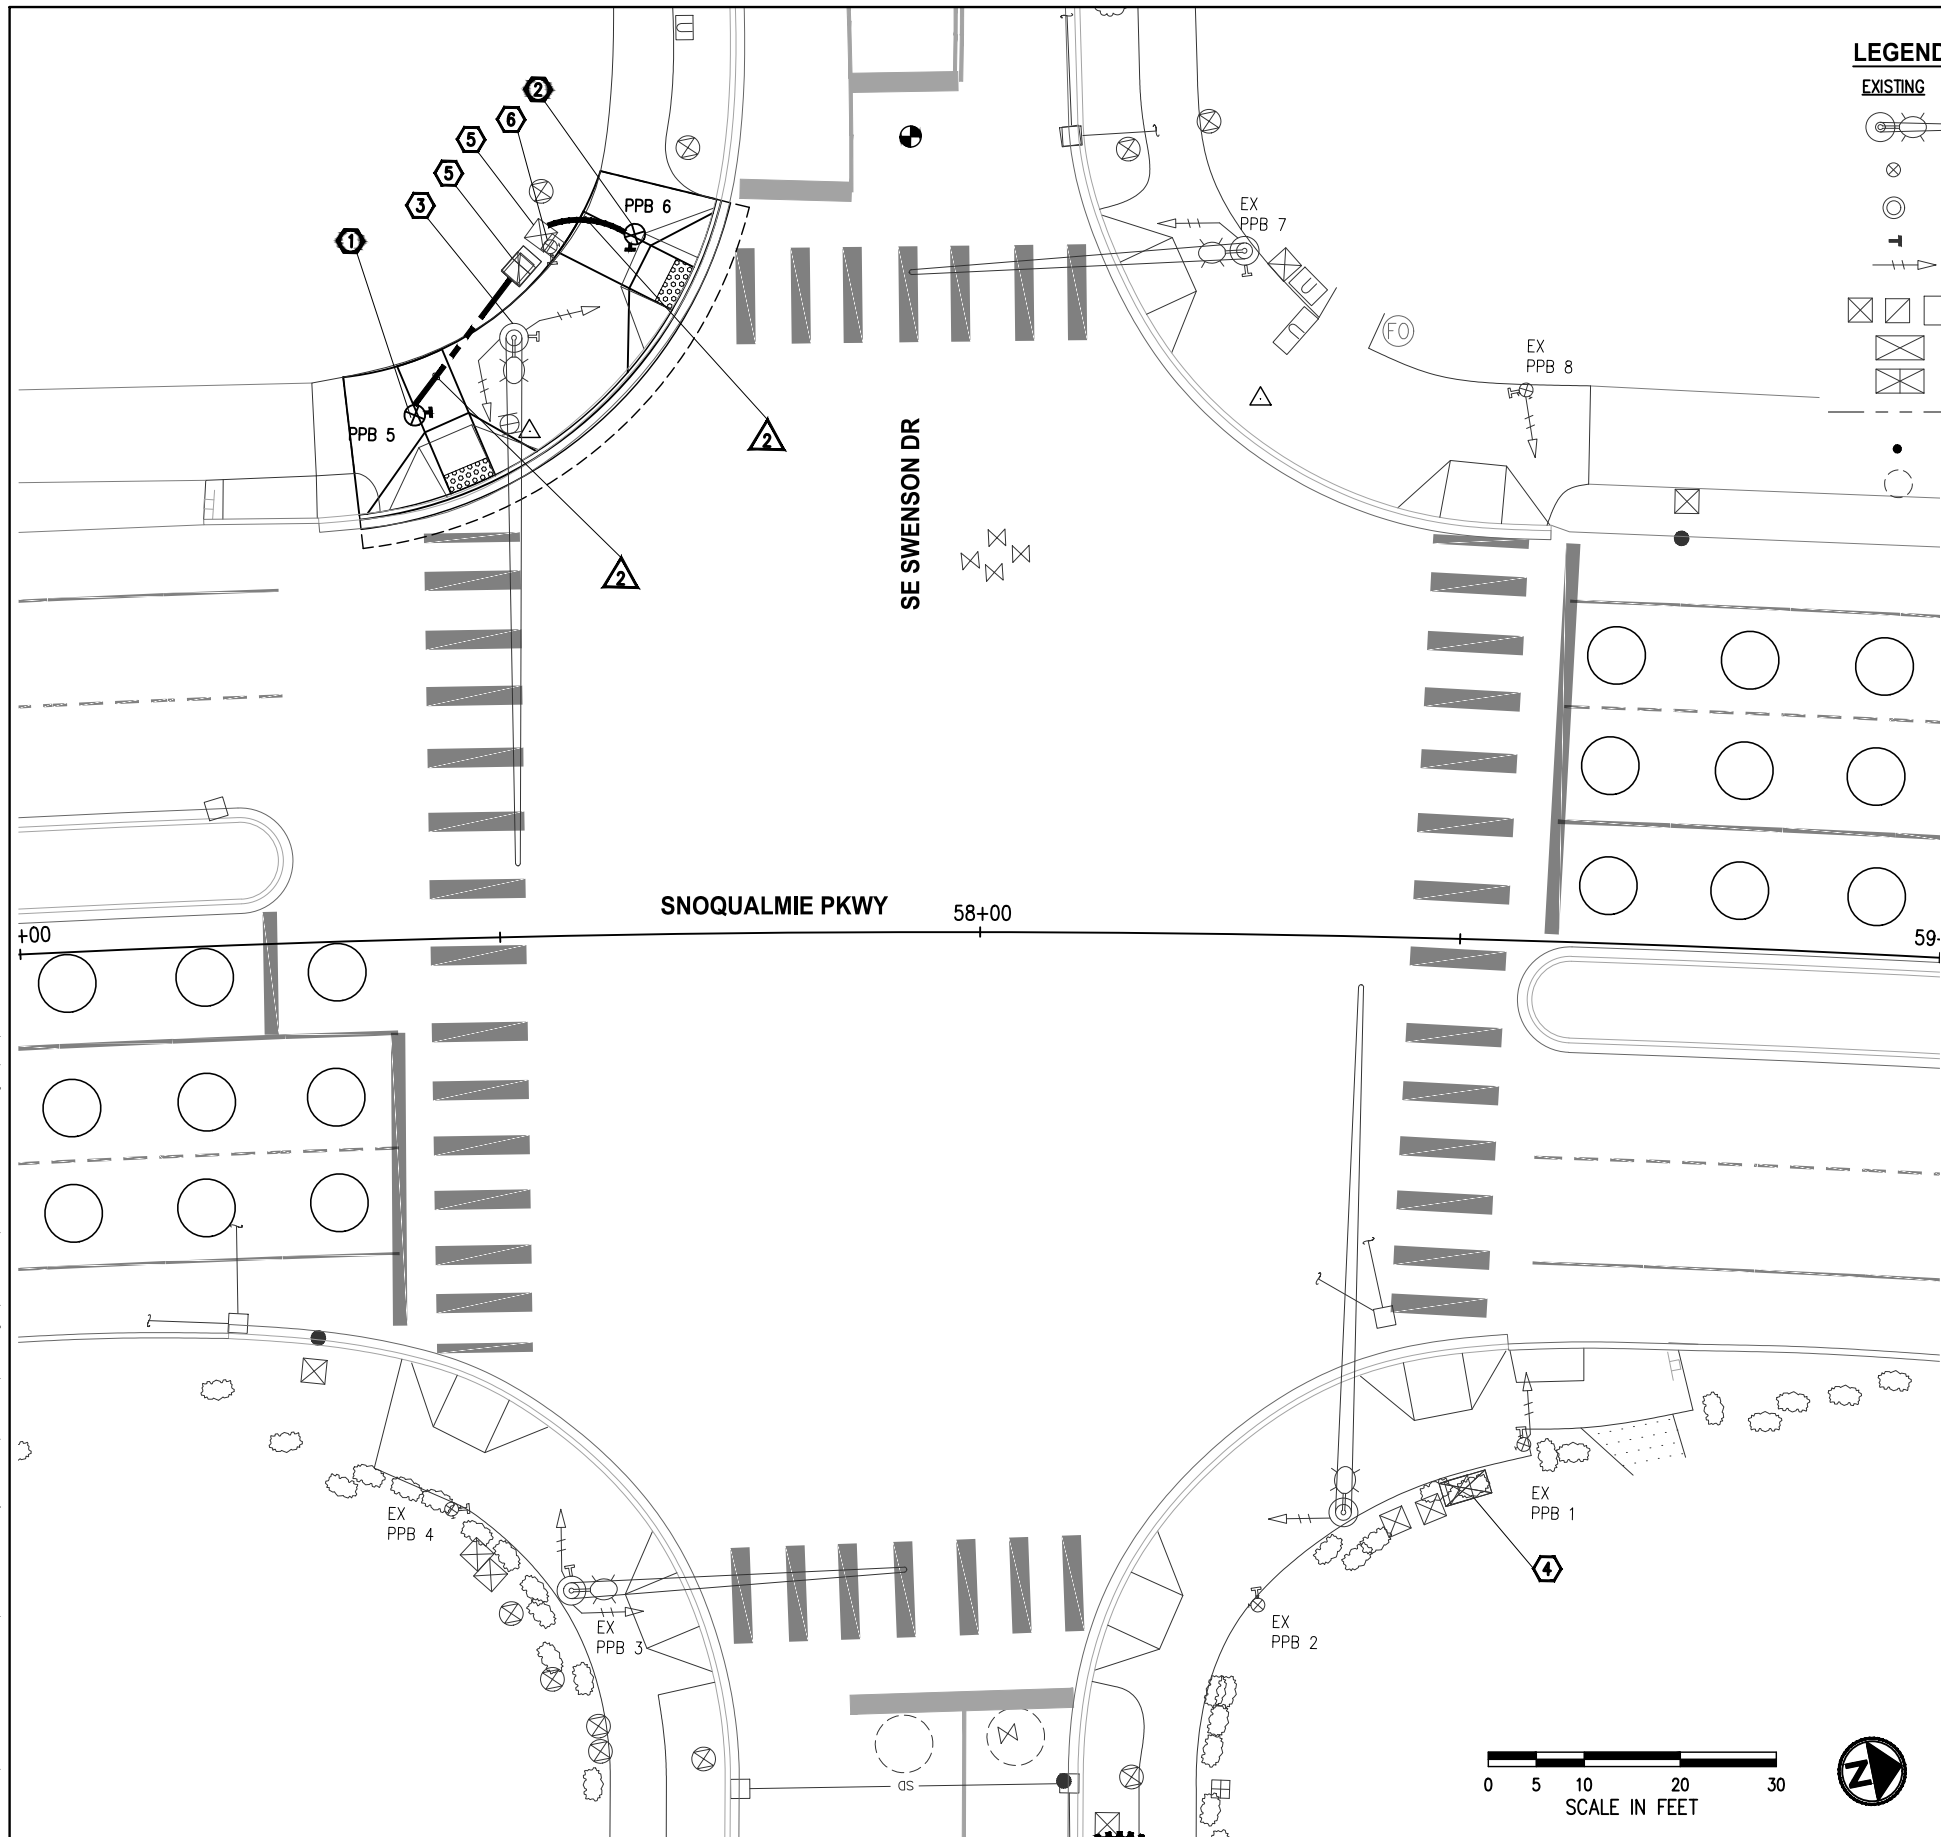 LEGEND
EXISTING
2
6
5
5
3
1
PPB 6
PPB 5
2
2
EX
PPB 7
FO
EX
PPB 8
SE SWENSON DR
SNOQUALMIE PKWY
58+00
+00
59+
EX
PPB 4
EX
PPB 3
EX
PPB 1
4
EX
PPB 2
SD
0 5 10 20 30
SCALE IN FEET
N